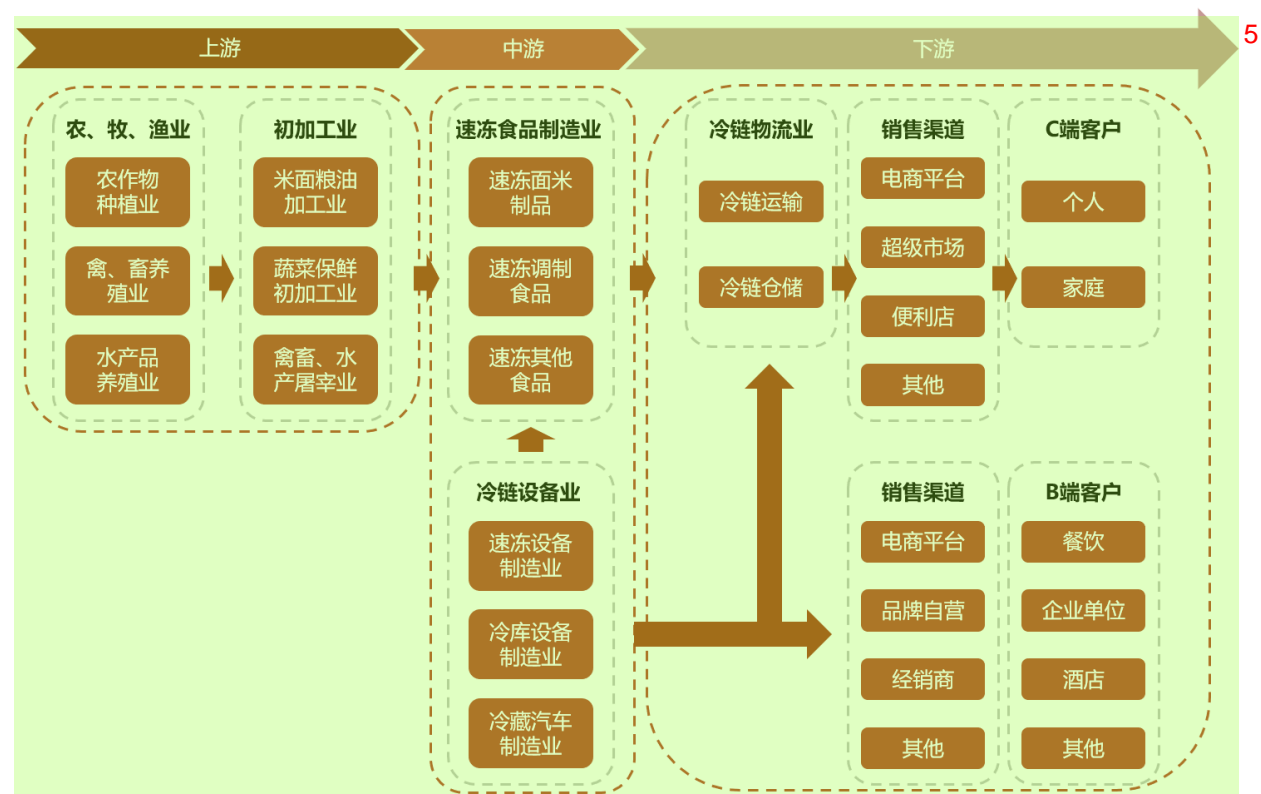 上游
中游
下游
5
农、牧、渔业
农作物
种植业
禽、畜养
殖业
水产品
养殖业
初加工业
米面粮油
加工业
蔬菜保鲜
初加工业
禽畜、水
产屠宰业
速冻食品制造业
速冻面米
制品
速冻调制
食品
速冻其他
食品
冷链设备业
速冻设备
制造业
冷库设备
制造业
冷藏汽车
制造业
冷链物流业
冷链运输
冷链仓储
销售渠道
电商平台
超级市场
便利店
其他
C端客户
个人
家庭
销售渠道
电商平台
品牌自营
经销商
其他
B端客户
餐饮
企业单位
酒店
其他